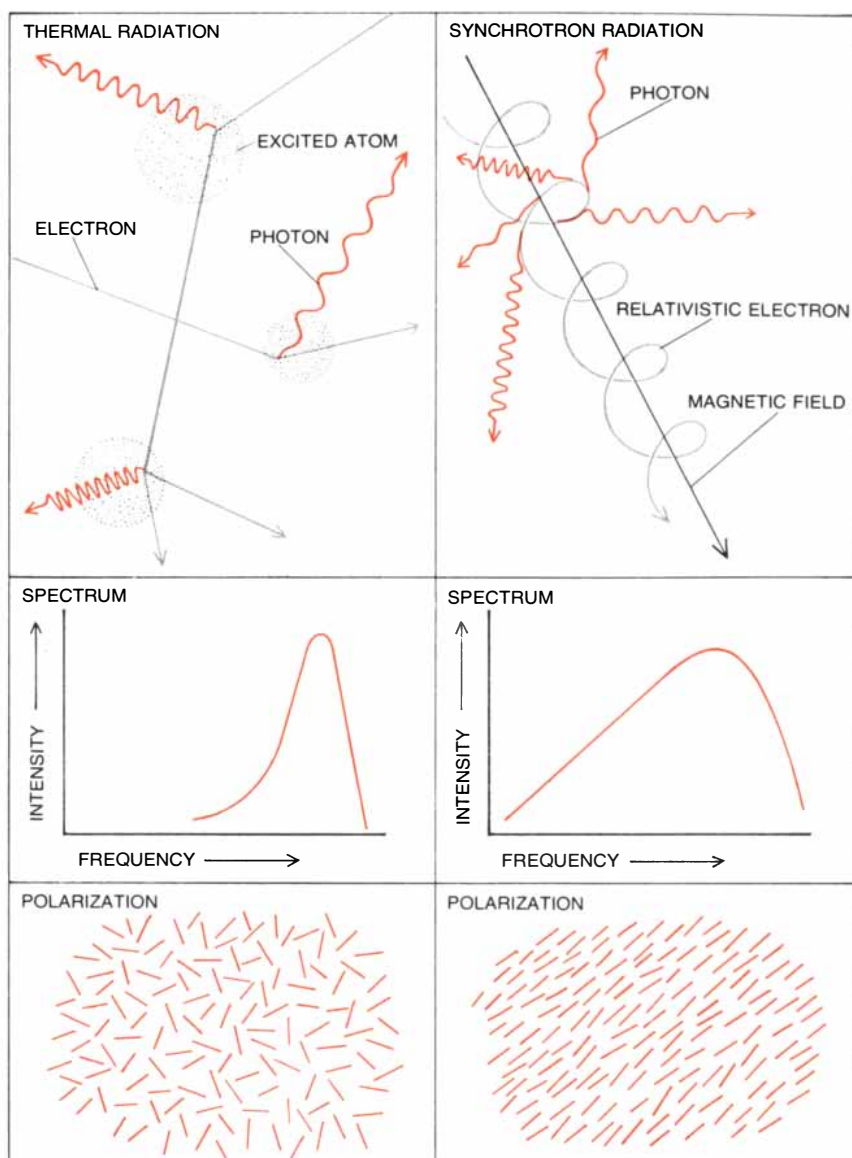 THERMAL RADIATION
EXCITED ATOM
ELECTRON
PHOTON
SYNCHROTRON RADIATION
PHOTON
RELATIVISTIC ELECTRON
MAGNETIC FIELD
SPECTRUM
INTENSITY
FREQUENCY
SPECTRUM
INTENSITY
FREQUENCY
POLARIZATION
POLARIZATION